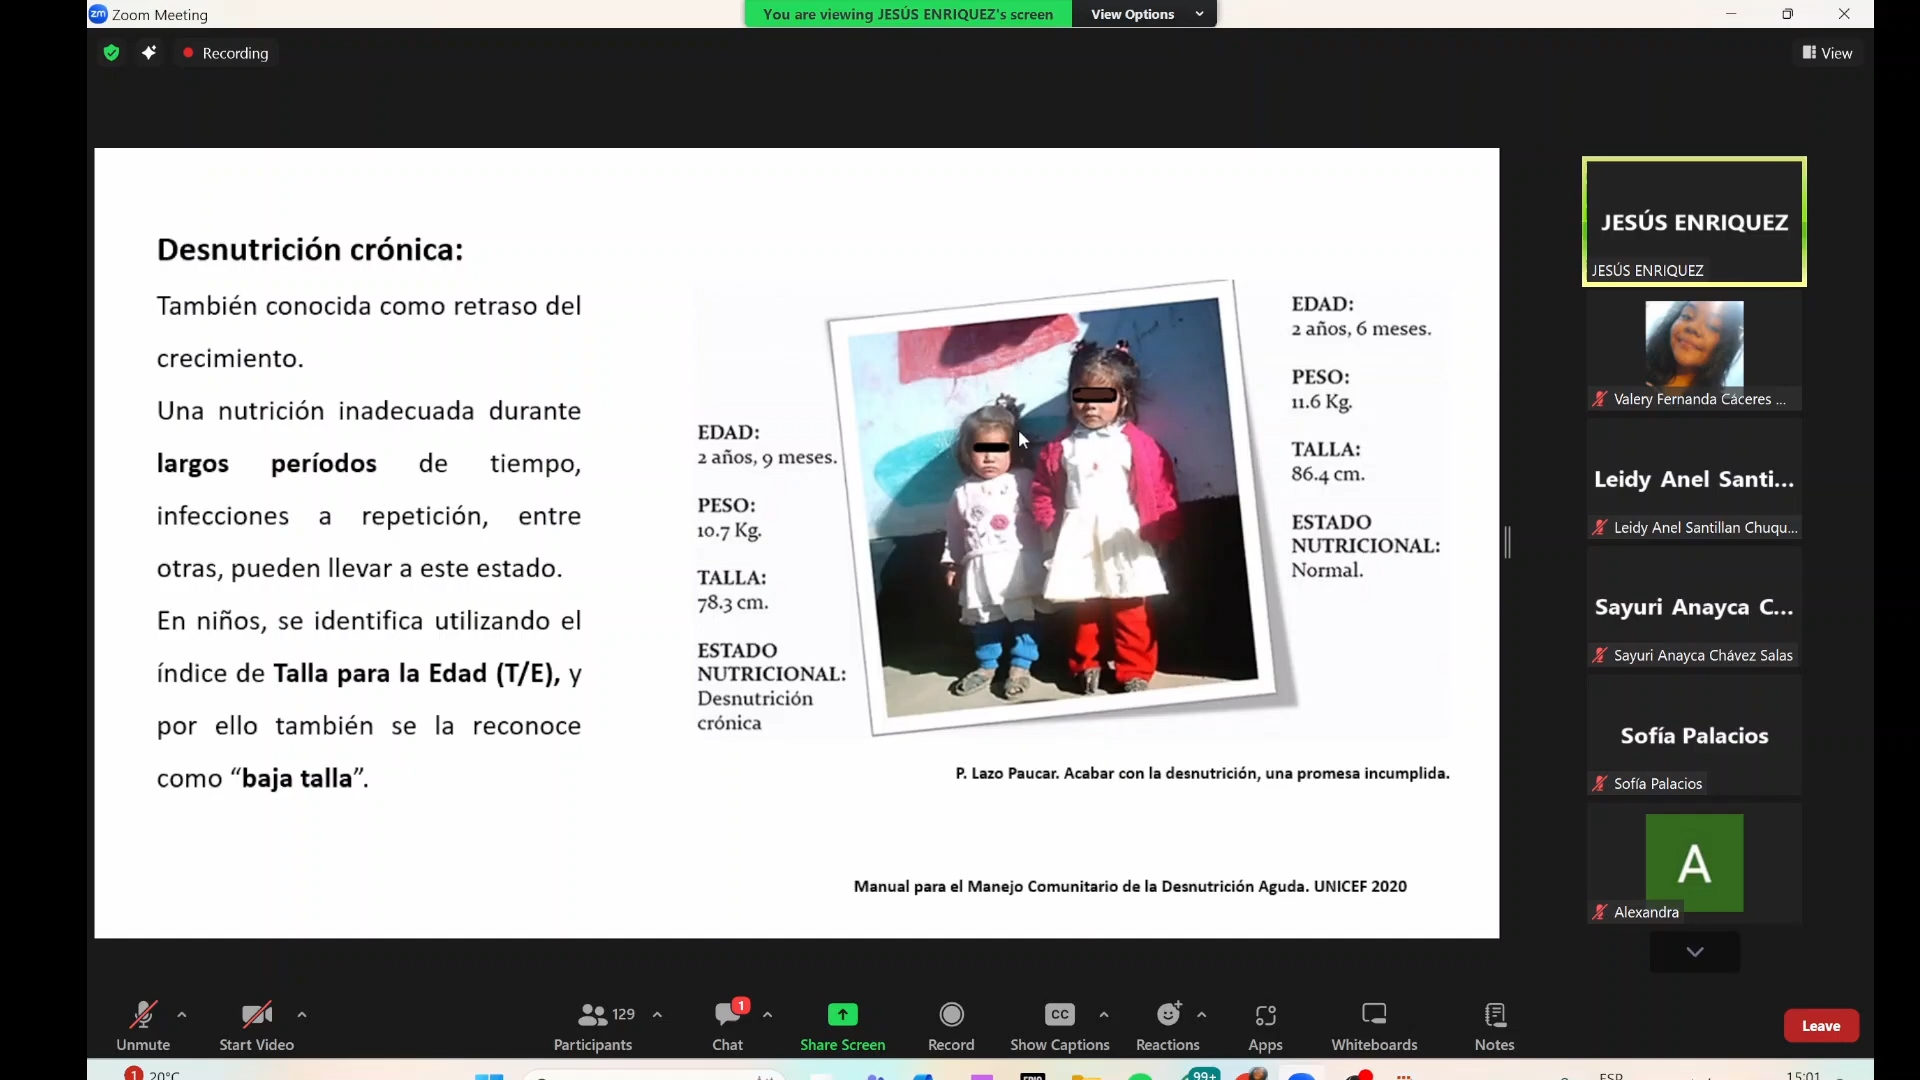 Zoom Meeting
You are viewing JESÚS ENRIQUEZ's screen
View Options
Recording
View
Desnutrición crónica:
También conocida como retraso del
crecimiento.
Una nutrición inadecuada durante
largos períodos de tiempo,
infecciones a repetición, entre
otras, pueden llevar a este estado.
En niños, se identifica utilizando el
índice de Talla para la Edad (T/E), y
por ello también se la reconoce
como “baja talla”.
EDAD:
2 años, 9 meses.
PESO:
10.7 Kg.
TALLA:
78.3 cm.
ESTADO
NUTRICIONAL:
Desnutrición
crónica
EDAD:
2 años, 6 meses.
PESO:
11.6 Kg.
TALLA:
86.4 cm.
ESTADO
NUTRICIONAL:
Normal.
P. Lazo Paucar. Acabar con la desnutrición, una promesa incumplida.
Manual para el Manejo Comunitario de la Desnutrición Aguda. UNICEF 2020
JESÚS ENRIQUEZ
JESÚS ENRIQUEZ
Valery Fernanda Cáceres ...
Leidy Anel Santi...
Leidy Anel Santillan Chuqu...
Sayuri Anayca C...
Sayuri Anayca Chávez Salas
Sofía Palacios
Sofía Palacios
A
Alexandra
Unmute
Start Video
129
Participants
1
Chat
Share Screen
Record
CC
Show Captions
Reactions
Apps
Whiteboards
Notes
Leave
1
20°C
99+
ESP
15:01